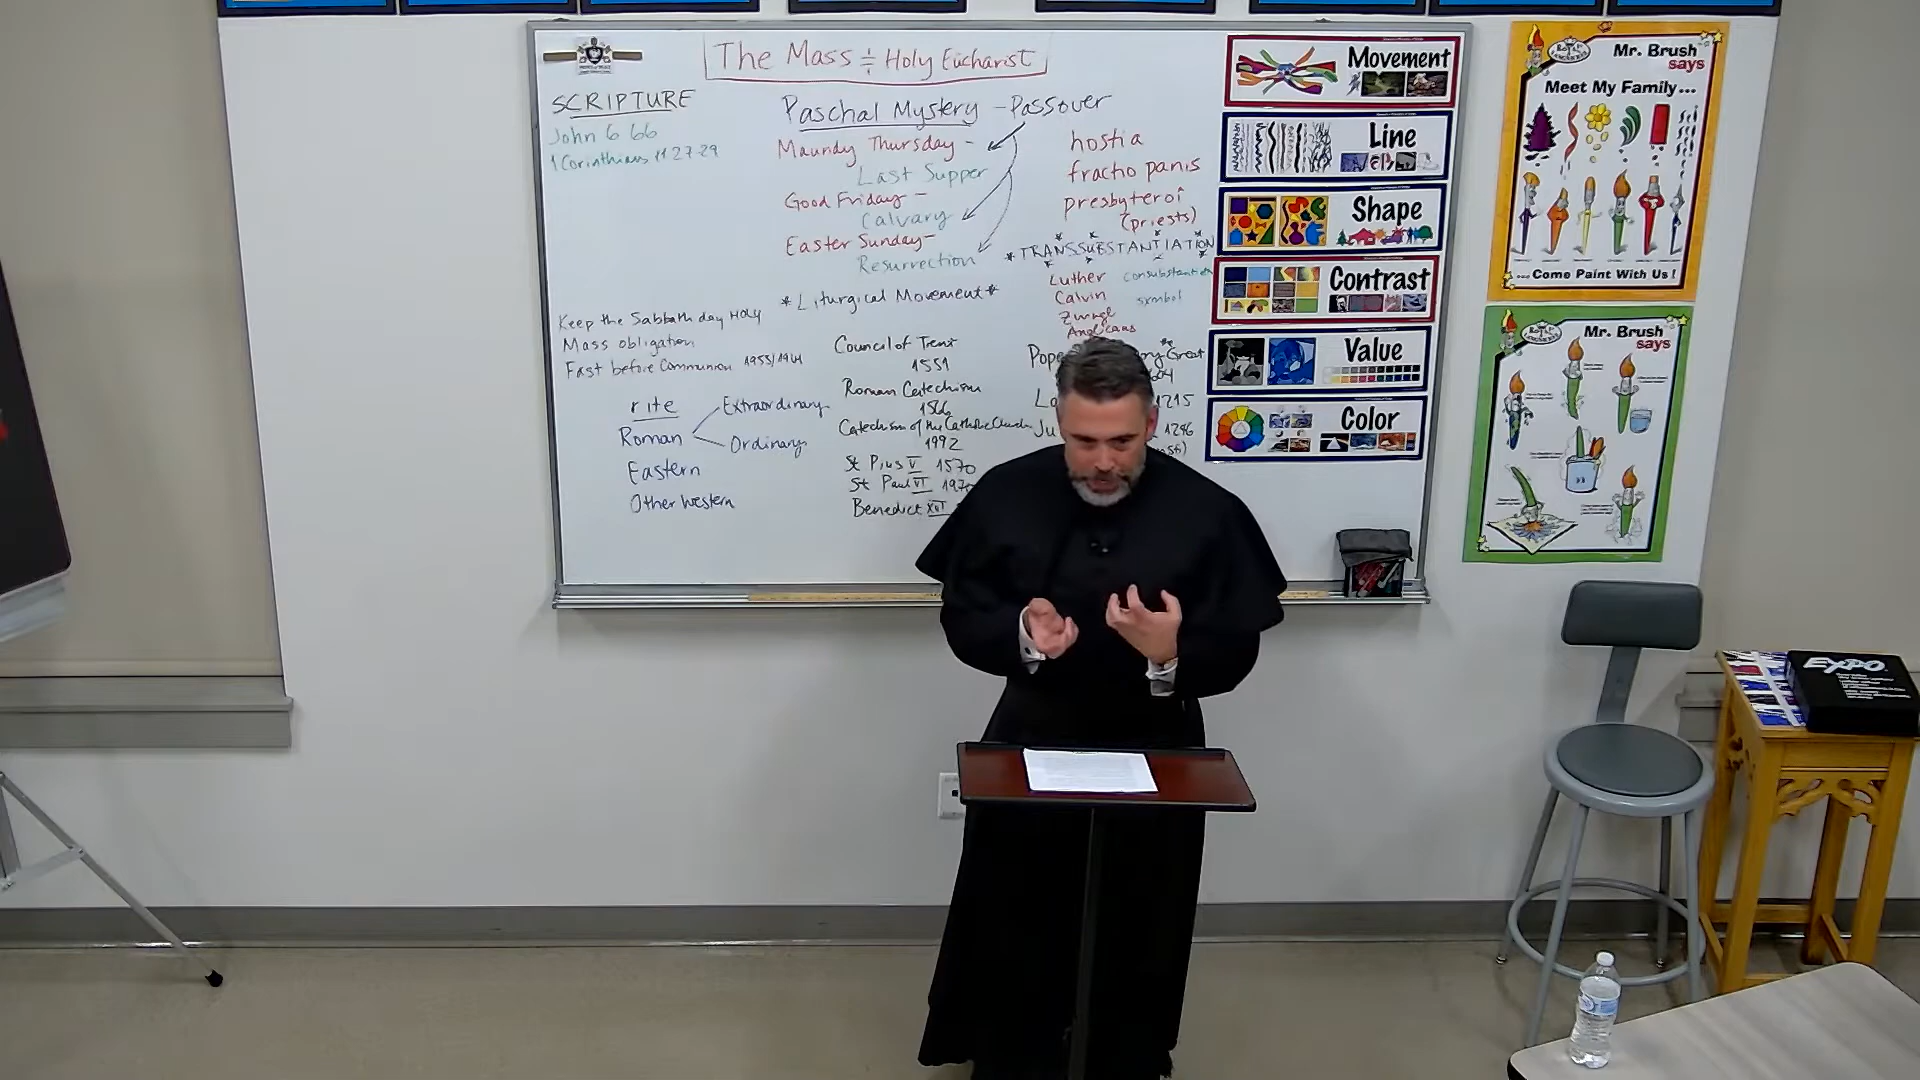 The Mass ÷ Holy Eucharist
SCRIPTURE
John 6 66
1 Corinthians 11 27-29
Paschal Mystery - Passover
Maundy Thursday -
Last Supper
Good Friday -
Calvary
Easter Sunday -
Resurrection
*Liturgical Movement*
hostia
fractio panis
presbyteroi
(priests)
*TRANSSUBSTANTIATION
Luther consubstantiation
Calvin symbol
Zwingli
Anglicans
Pope
Great
1215
1286
Keep the Sabbath day HOLY
Mass obligation
Fast before Communion 1953/1964
rite
Roman
Extraordinary
Ordinary
Eastern
Other Western
Council of Trent
1551
Roman Catechism
1566
Catechism of the Catholic Church
1992
St Pius V 1570
St Paul VI
Benedict XVI
Movement
Line
Shape
Contrast
Value
Color
Mr. Brush
says
Meet My Family...
...Come Paint With Us!
Mr. Brush
says
EXPO